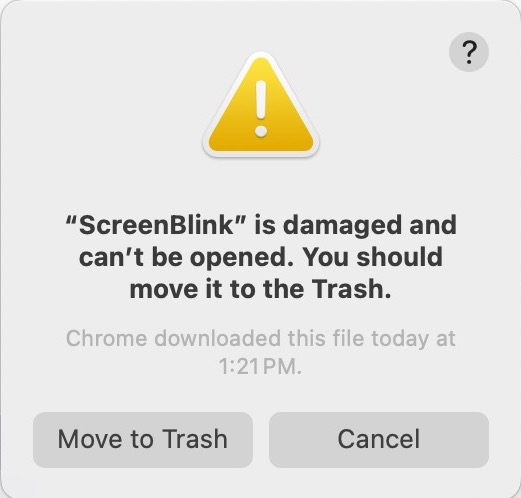 ?
“ScreenBlink” is damaged and
can’t be opened. You should
move it to the Trash.
Chrome downloaded this file today at
1:21 PM.
Move to Trash
Cancel